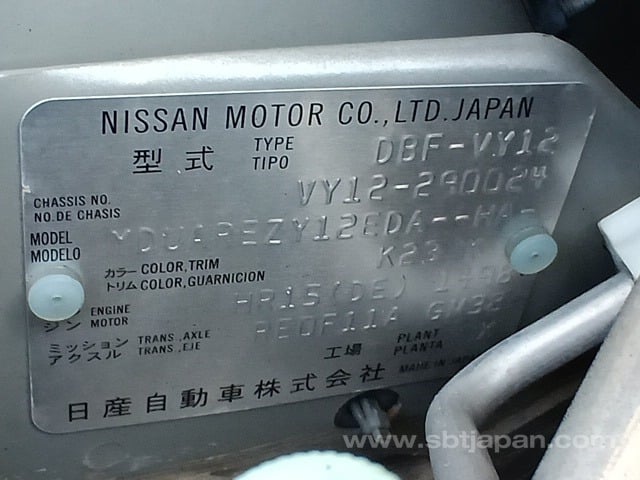 NISSAN MOTOR CO.,LTD.JAPAN
型式 TYPE TIPO DBF-VY12
CHASSIS NO. NO.DE CHASIS VY12-290024
MODEL MODELO
カラー COLOR,TRIM K23
トリム COLOR,GUARNICION
ENGINE HR15(DE)
ジン MOTOR
ミッション TRANS.AXLE RE0F11A
アクスル TRANS.EJE
工場 PLANT PLANTA
日産自動車株式会社 MADE IN JAPAN
www.sbtjapan.com